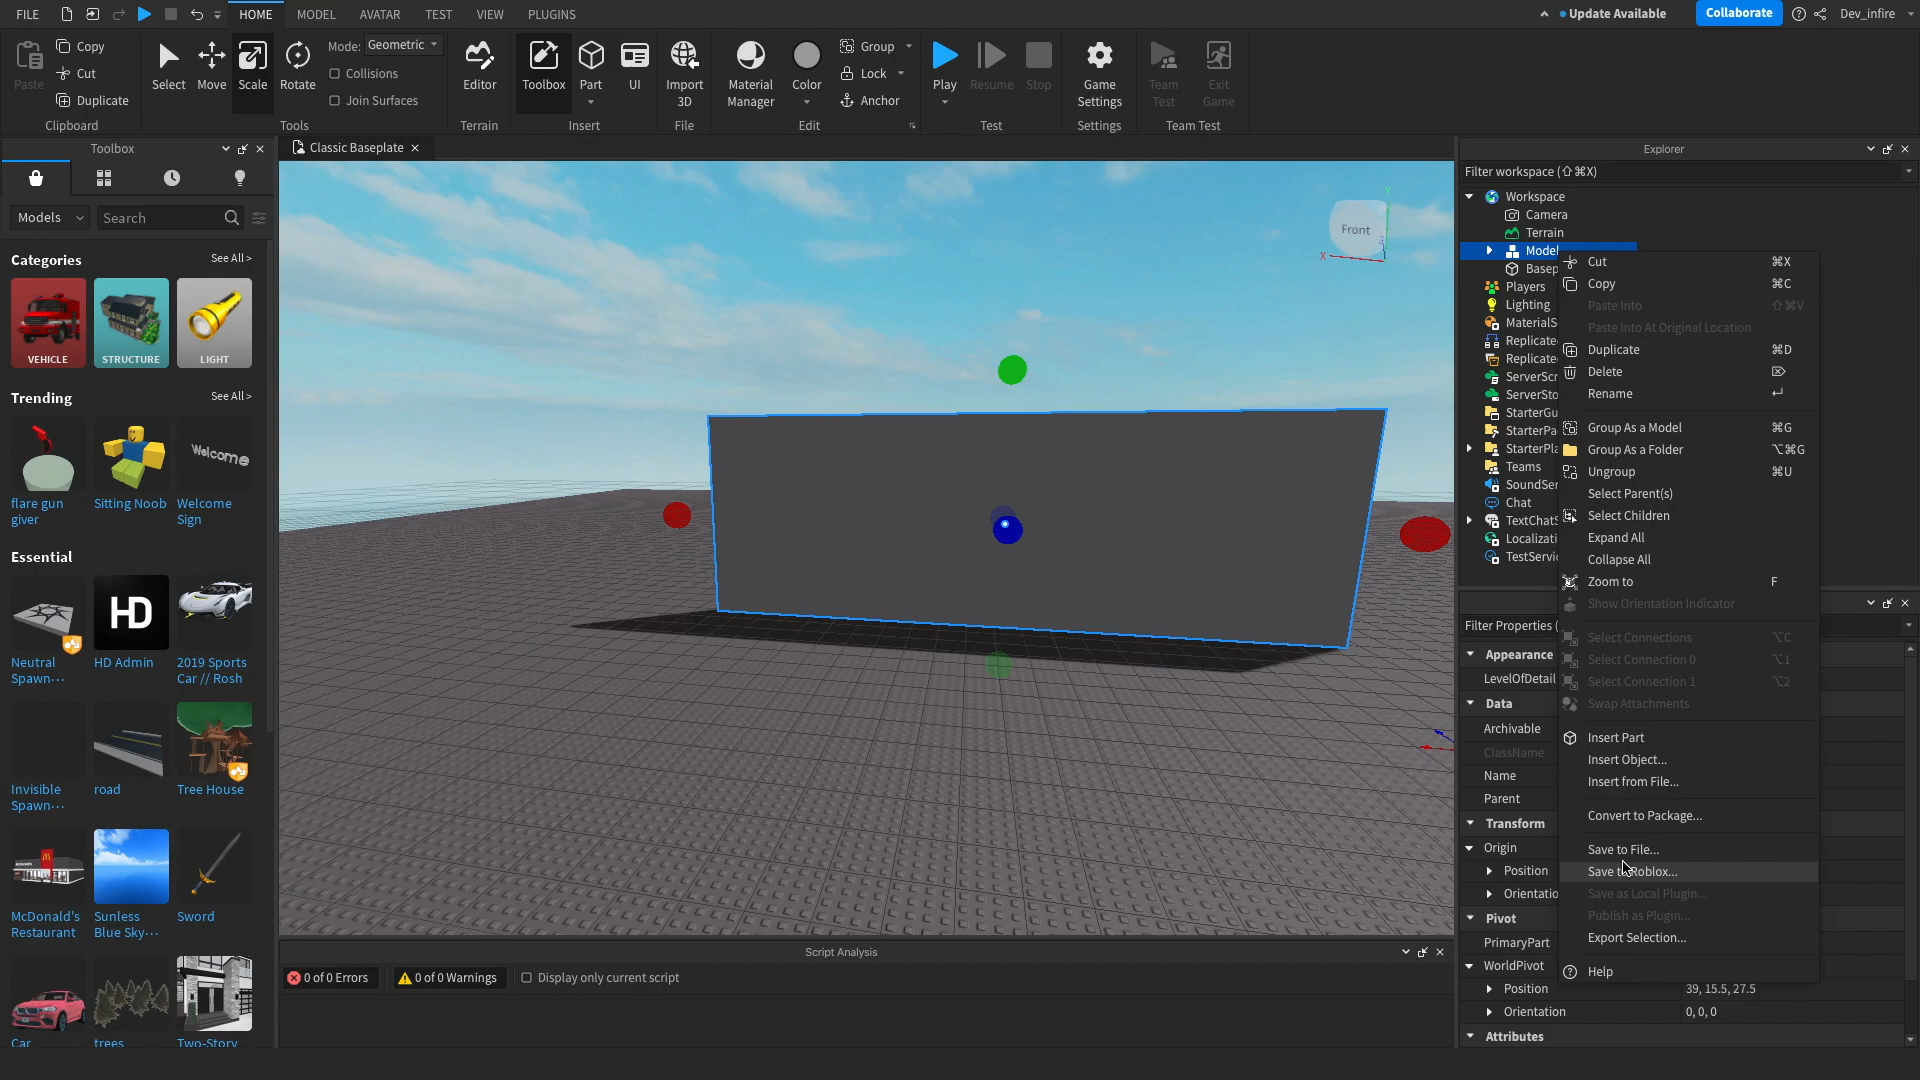 FILE
HOME
MODEL
AVATAR
TEST
VIEW
PLUGINS
Update Available
Collaborate
Dev_infire
Paste
Copy
Cut
Duplicate
Clipboard
Select
Move
Scale
Rotate
Mode:
Geometric
Collisions
Join Surfaces
Tools
Editor
Terrain
Toolbox
Part
UI
Insert
Import
3D
File
Material
Manager
Color
Group
Lock
Anchor
Edit
Play
Resume
Stop
Test
Game
Settings
Settings
Team
Test
Exit
Game
Team Test
Toolbox
Models
Search
Categories
See All >
VEHICLE
STRUCTURE
LIGHT
Trending
See All >
Welcome
flare gun
giver
Sitting Noob
Welcome
Sign
Essential
HD
Neutral
Spawn...
HD Admin
2019 Sports
Car // Rosh
Invisible
Spawn...
road
Tree House
McDonald's
Restaurant
Sunless
Blue Sky...
Sword
Car
trees
Two-Story
Classic Baseplate
Front
X
Y
Z
Script Analysis
0 of 0 Errors
0 of 0 Warnings
Display only current script
Explorer
Filter workspace (⇧⌘X)
Workspace
Camera
Terrain
Model
Basep
Players
Lighting
MaterialS
Replicate
Replicate
ServerScr
ServerSto
StarterGu
StarterPa
StarterPla
Teams
SoundSer
Chat
TextChatS
Localizati
TestServic
Cut ⌘X
Copy ⌘C
Paste Into ⇧⌘V
Paste Into At Original Location
Duplicate ⌘D
Delete ⌦
Rename ↵
Group As a Model ⌘G
Group As a Folder ⌥⌘G
Ungroup ⌘U
Select Parent(s)
Select Children
Expand All
Collapse All
Zoom to F
Show Orientation Indicator
Select Connections ⌥C
Select Connection 0 ⌥1
Select Connection 1 ⌥2
Swap Attachments
Insert Part
Insert Object...
Insert from File...
Convert to Package...
Save to File...
Save to Roblox...
Save as Local Plugin...
Publish as Plugin...
Export Selection...
Help
Filter Properties (
Appearance
LevelOfDetail
Data
Archivable
ClassName
Name
Parent
Transform
Origin
Position
Orientatio
Pivot
PrimaryPart
WorldPivot
Position 39, 15.5, 27.5
Orientation 0, 0, 0
Attributes